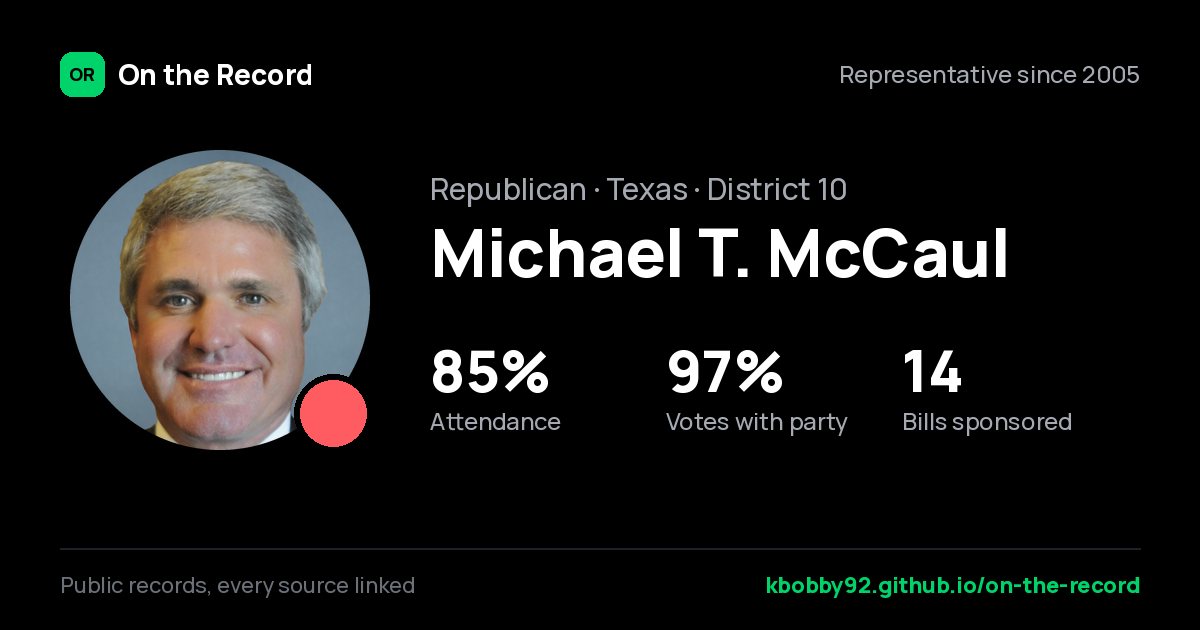 OR On the Record
Representative since 2005
Republican · Texas · District 10
Michael T. McCaul
85% 97% 14
Attendance Votes with party Bills sponsored
Public records, every source linked
kbobby92.github.io/on-the-record